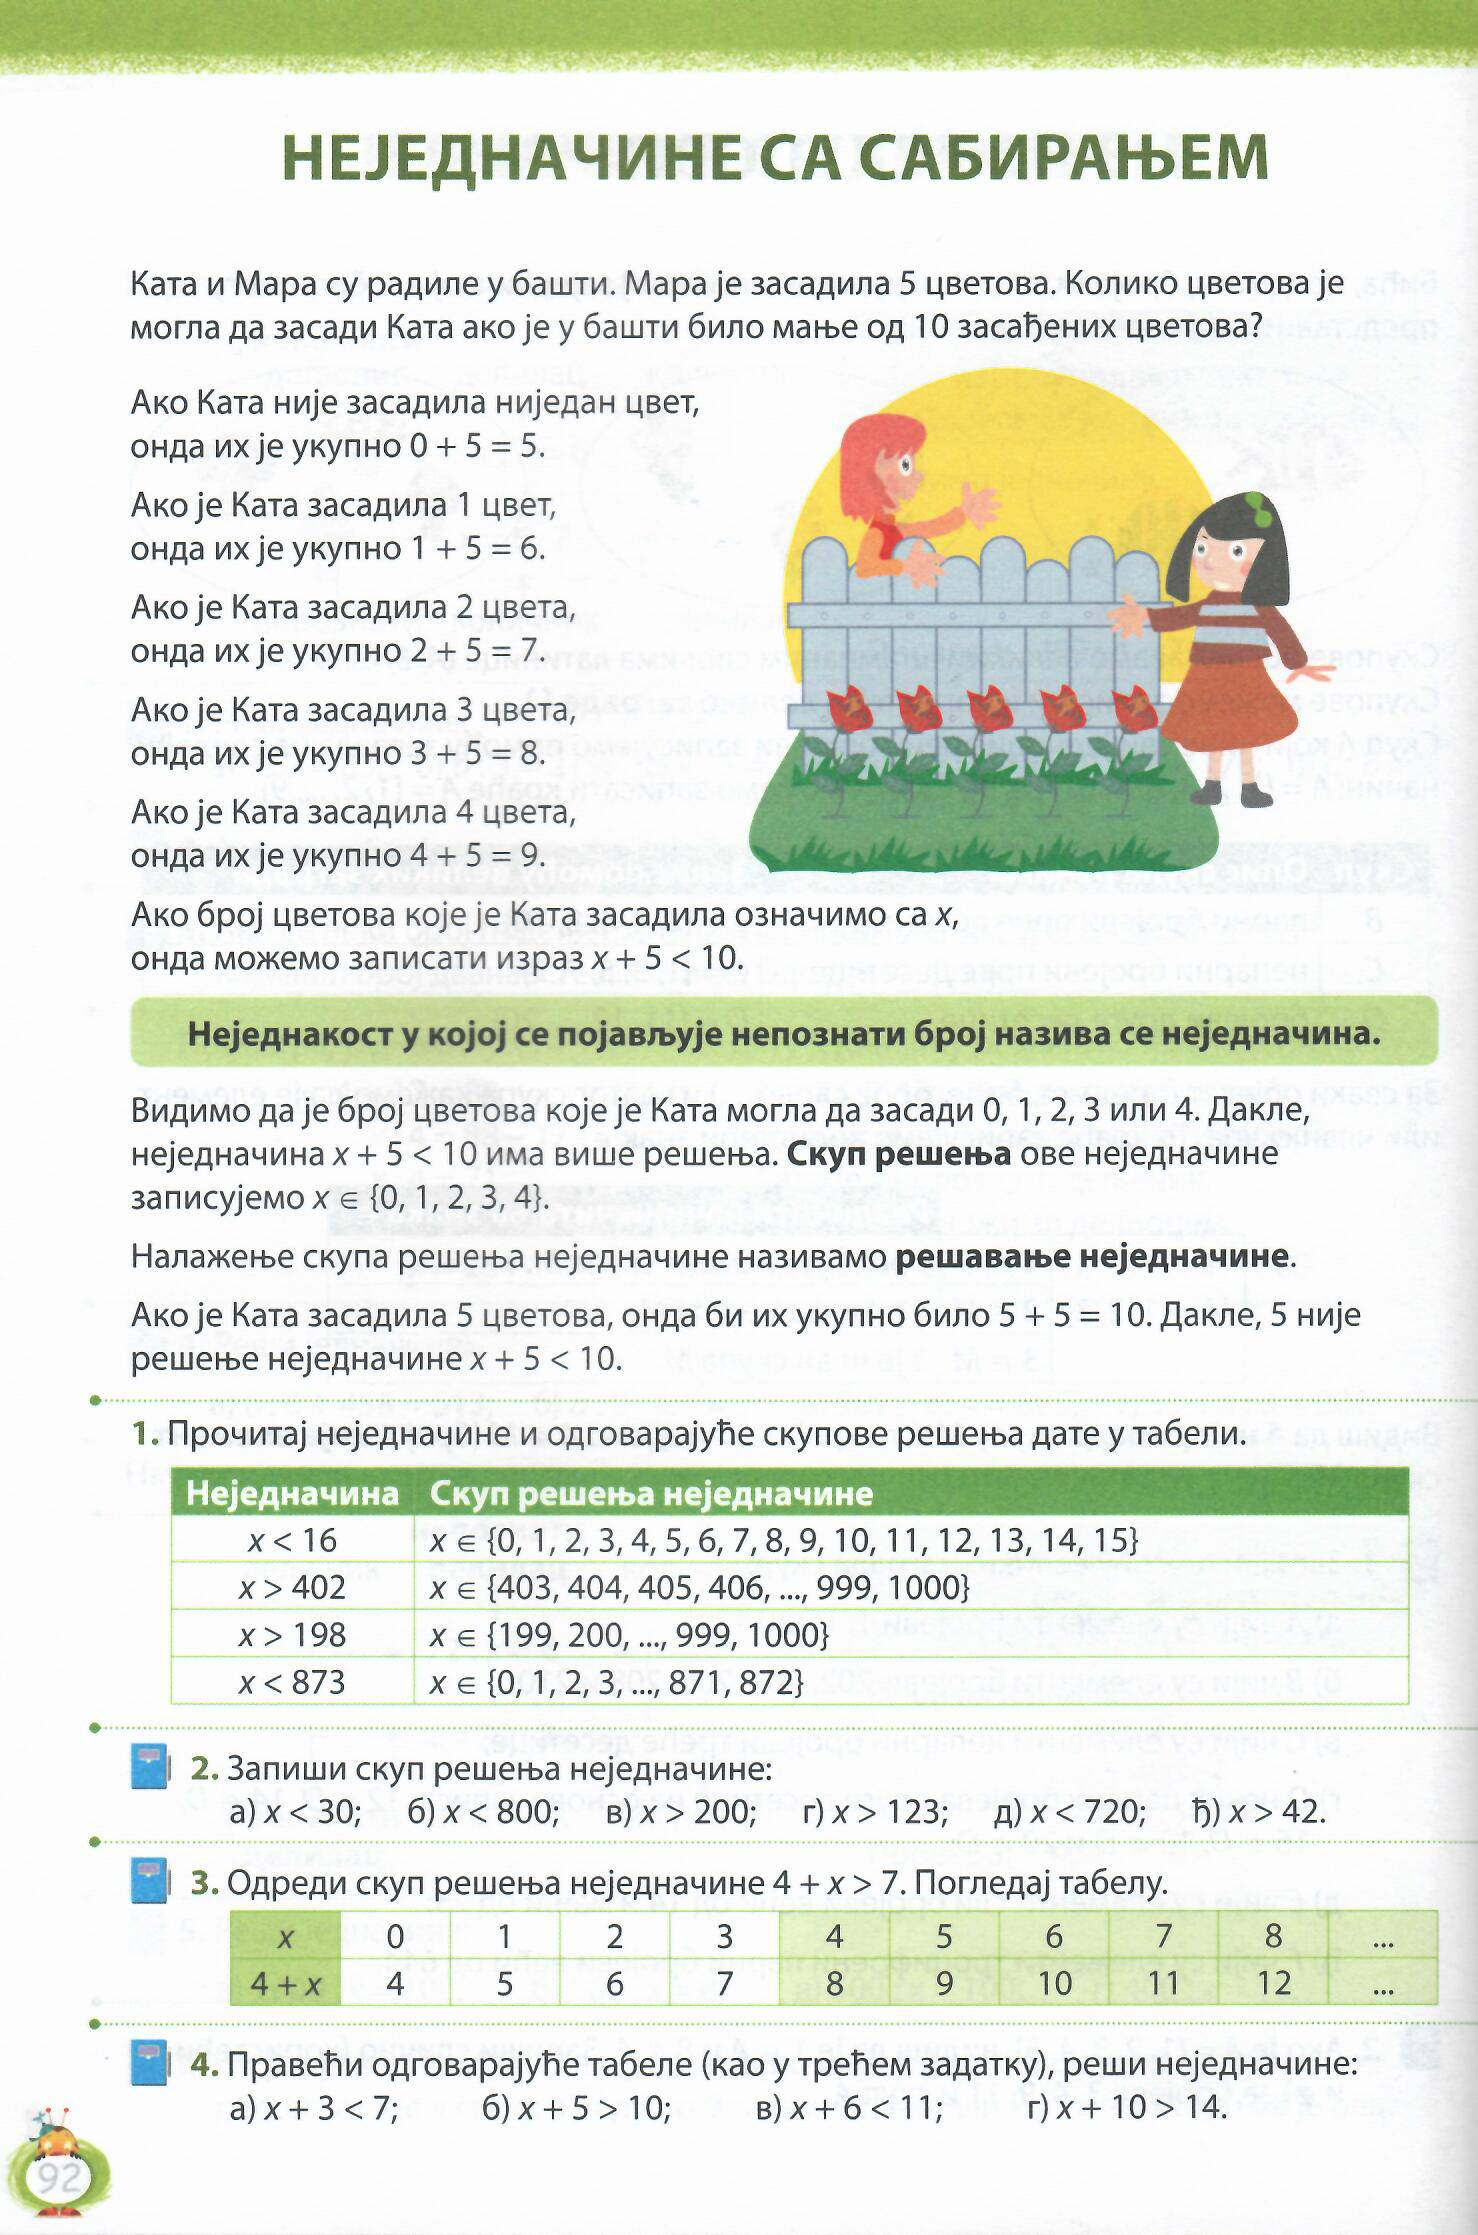 НЕЈЕДНАЧИНЕ СА САБИРАЊЕМ
Ката и Мара су радиле у башти. Мара је засадила 5 цветова. Колико цветова је
могла да засади Ката ако је у башти било мање од 10 засађених цветова?
Ако Ката није засадила ниједан цвет,
онда их је укупно 0 + 5 = 5.
Ако је Ката засадила 1 цвет,
онда их је укупно 1 + 5 = 6.
Ако је Ката засадила 2 цвета,
онда их је укупно 2 + 5 = 7.
Ако је Ката засадила 3 цвета,
онда их је укупно 3 + 5 = 8.
Ако је Ката засадила 4 цвета,
онда их је укупно 4 + 5 = 9.
Ако број цветова које је Ката засадила означимо са x,
онда можемо записати израз x + 5 < 10.
Неједнакост у којој се појављује непознати број назива се неједначина.
Видимо да је број цветова које је Ката могла да засади 0, 1, 2, 3 или 4. Дакле,
неједначина x + 5 < 10 има више решења. Скуп решења ове неједначине
записујемо x ∈ {0, 1, 2, 3, 4}.
Налажење скупа решења неједначине називамо решавање неједначине.
Ако је Ката засадила 5 цветова, онда би их укупно било 5 + 5 = 10. Дакле, 5 није
решење неједначине x + 5 < 10.
1. Прочитај неједначине и одговарајуће скупове решења дате у табели.
Неједначина Скуп решења неједначине
x < 16 x ∈ {0, 1, 2, 3, 4, 5, 6, 7, 8, 9, 10, 11, 12, 13, 14, 15}
x > 402 x ∈ {403, 404, 405, 406, ..., 999, 1000}
x > 198 x ∈ {199, 200, ..., 999, 1000}
x < 873 x ∈ {0, 1, 2, 3, ..., 871, 872}
2. Запиши скуп решења неједначине:
а) x < 30; б) x < 800; в) x > 200; г) x > 123; д) x < 720; ђ) x > 42.
3. Одреди скуп решења неједначине 4 + x > 7. Погледај табелу.
x 0 1 2 3 4 5 6 7 8 ...
4 + x 4 5 6 7 8 9 10 11 12 ...
4. Правећи одговарајуће табеле (као у трећем задатку), реши неједначине:
а) x + 3 < 7; б) x + 5 > 10; в) x + 6 < 11; г) x + 10 > 14.
92